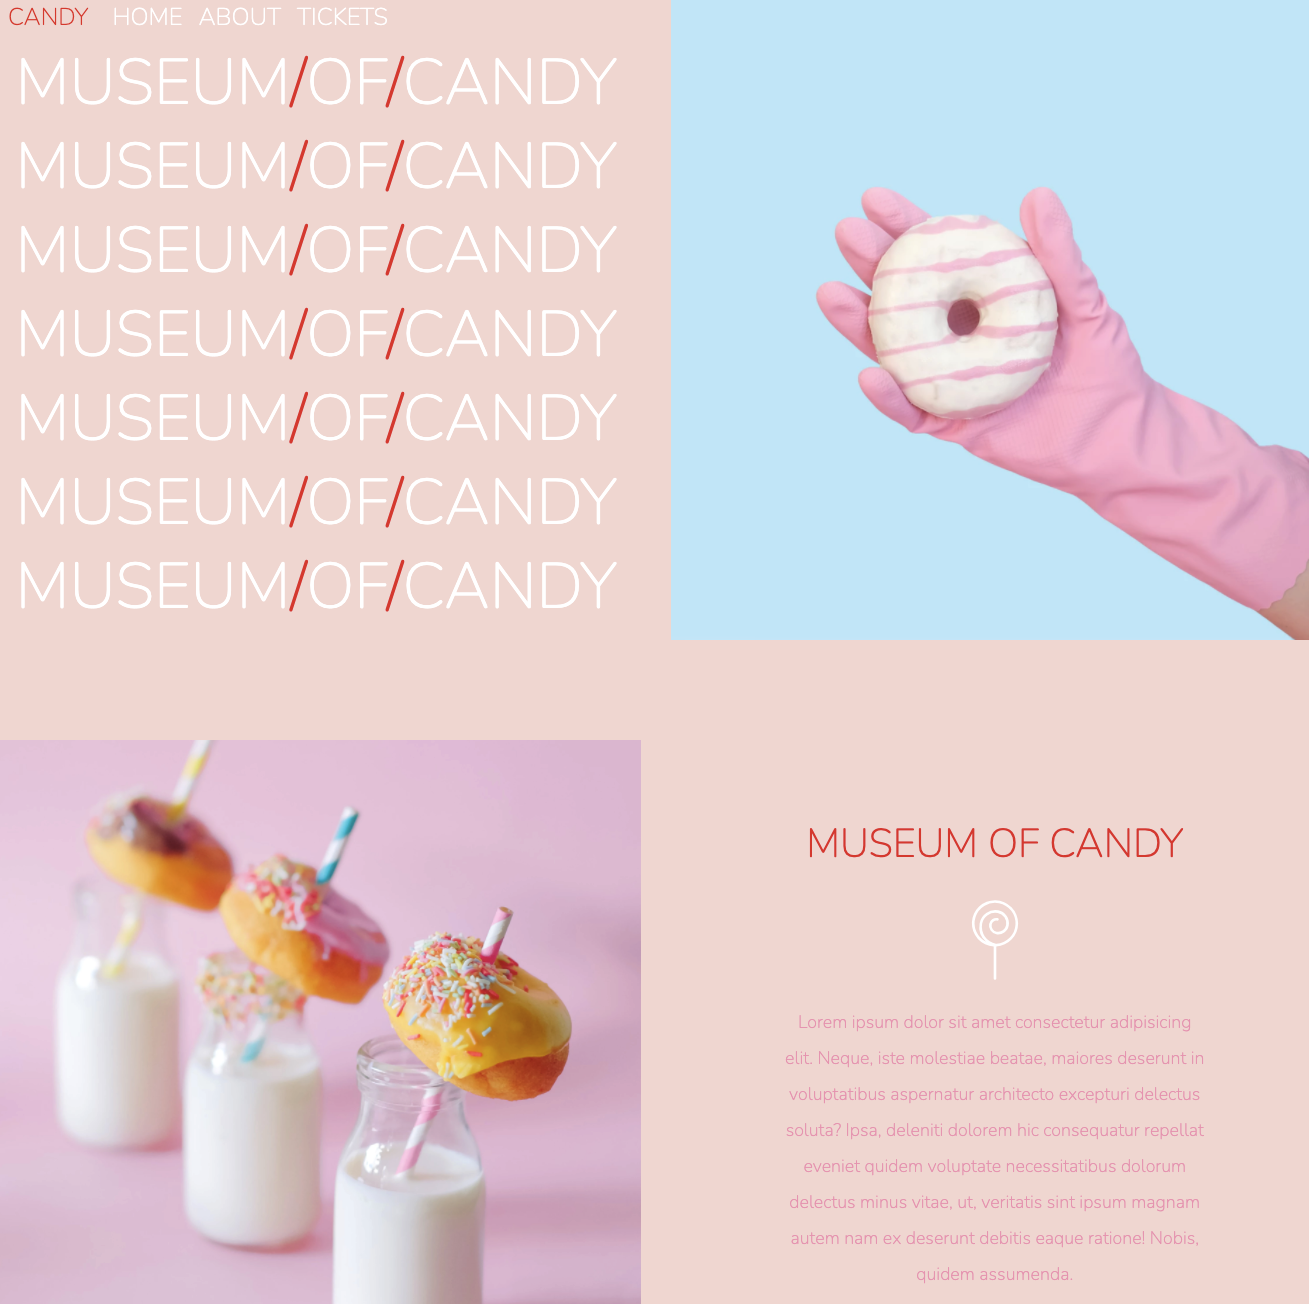 CANDY HOME ABOUT TICKETS
MUSEUM/OF/CANDY
MUSEUM/OF/CANDY
MUSEUM/OF/CANDY
MUSEUM/OF/CANDY
MUSEUM/OF/CANDY
MUSEUM/OF/CANDY
MUSEUM/OF/CANDY
MUSEUM OF CANDY
Lorem ipsum dolor sit amet consectetur adipisicing
elit. Neque, iste molestiae beatae, maiores deserunt in
voluptatibus aspernatur architecto excepturi delectus
soluta? Ipsa, deleniti dolorem hic consequatur repellat
eveniet quidem voluptate necessitatibus dolorum
delectus minus vitae, ut, veritatis sint ipsum magnam
autem nam ex deserunt debitis eaque ratione! Nobis,
quidem assumenda.